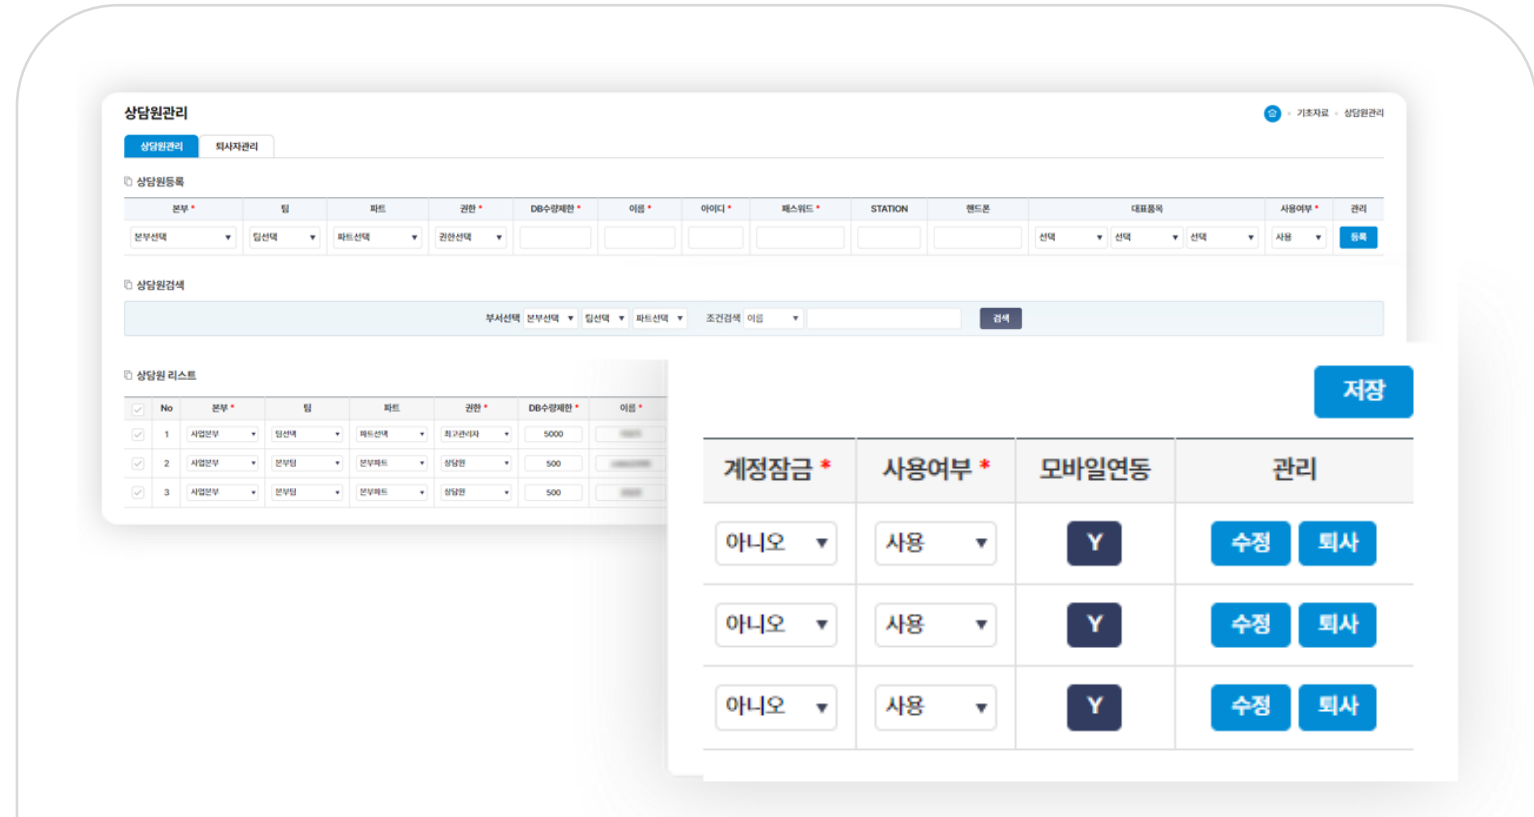 상담원관리
기초자료 상담원관리
상담원관리 퇴사자관리
상담원등록
본부 * 팀 파트 권한 * DB수량제한 * 이름 * 아이디 * 패스워드 * STATION 핸드폰 대표품목 사용여부 * 관리
본부선택 팀선택 파트선택 권한선택 선택 선택 선택 사용 등록
상담원검색
부서선택 본부선택 팀선택 파트선택 조건검색 이름 검색
상담원 리스트
No 본부 * 팀 파트 권한 * DB수량제한 * 이름 *
1 사업본부 팀선택 파트선택 최고관리자 5000
2 사업본부 본부팀 본부파트 상담원 500
3 사업본부 본부팀 본부파트 상담원 500
저장
계정잠금 * 사용여부 * 모바일연동 관리
아니오 사용 Y 수정 퇴사
아니오 사용 Y 수정 퇴사
아니오 사용 Y 수정 퇴사